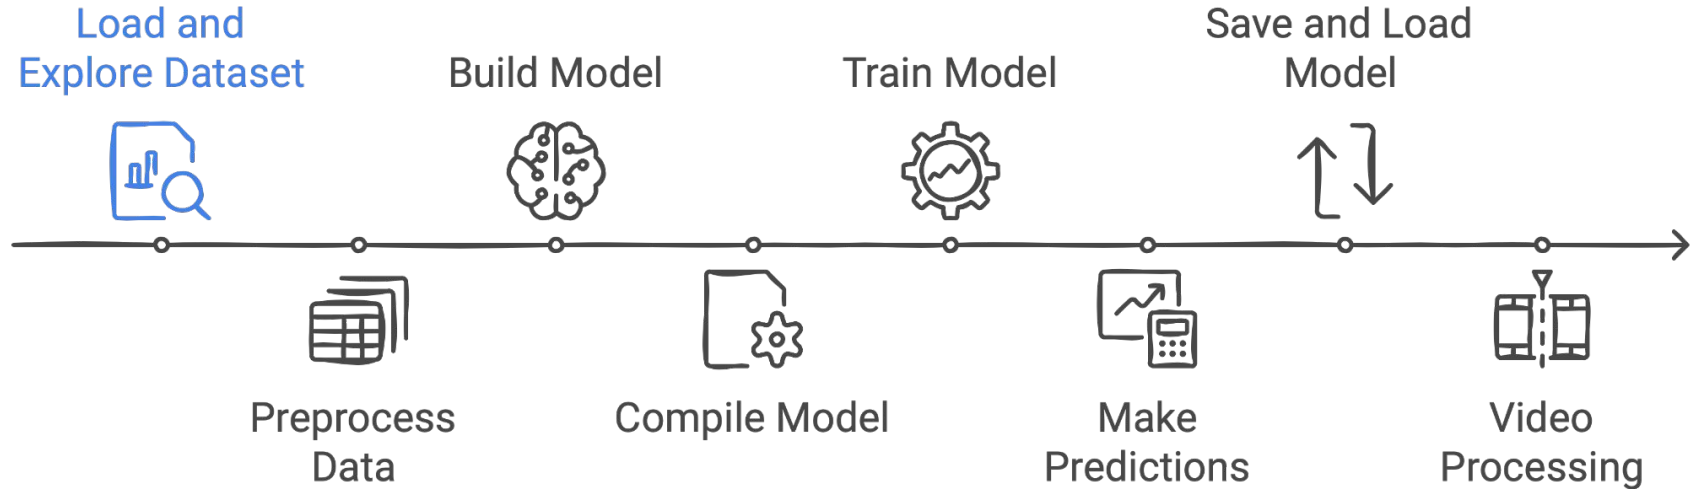 Load and
Explore Dataset
Preprocess
Data
Build Model
Compile Model
Train Model
Make
Predictions
Save and Load
Model
Video
Processing